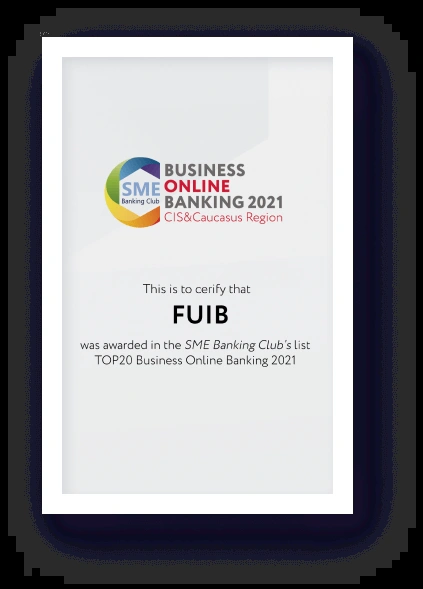 SME
Banking Club
BUSINESS
ONLINE
BANKING 2021
CIS&Caucasus Region
This is to cerify that
FUIB
was awarded in the SME Banking Club's list
TOP20 Business Online Banking 2021